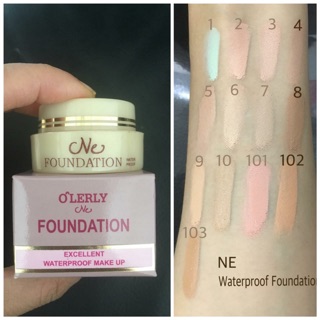 Ne
FOUNDATION
O'LERLY
Ne
FOUNDATION
EXCELLENT
WATERPROOF MAKE UP
1 2 3 4
5 6 7 8
9 10 101 102
103
NE
Waterproof Foundation